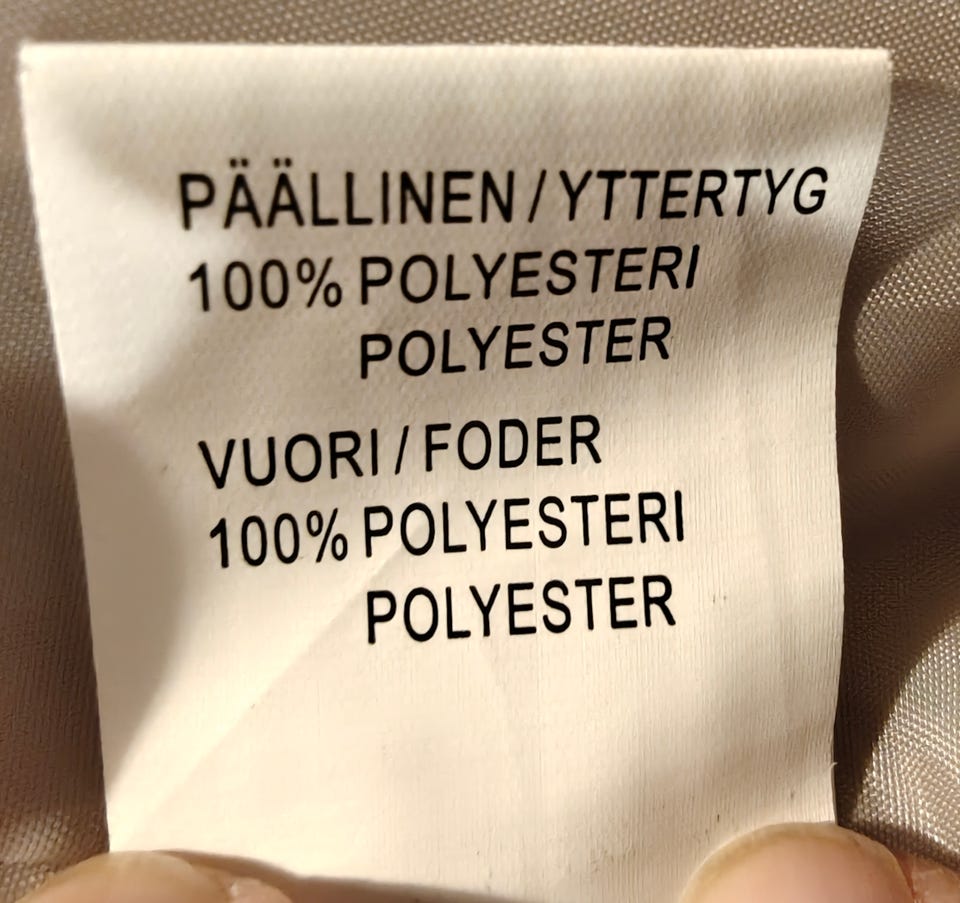 PÄÄLLINEN/YTTERTYG
100% POLYESTERI
POLYESTER
VUORI/FODER
100% POLYESTERI
POLYESTER